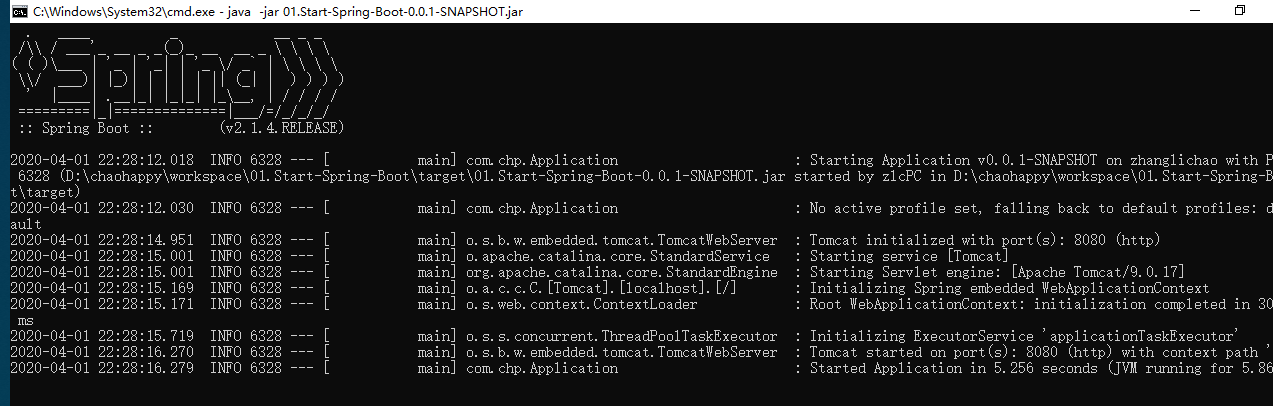 C:\Windows\System32\cmd.exe - java  -jar 01.Start-Spring-Boot-0.0.1-SNAPSHOT.jar
Spring
:: Spring Boot ::        (v2.1.4.RELEASE)
2020-04-01 22:28:12.018  INFO 6328 --- [           main] com.chp.Application                      : Starting Application v0.0.1-SNAPSHOT on zhanglichao with P
 6328 (D:\chaohappy\workspace\01.Start-Spring-Boot\target\01.Start-Spring-Boot-0.0.1-SNAPSHOT.jar started by zlcPC in D:\chaohappy\workspace\01.Start-Spring-B
t\target)
2020-04-01 22:28:12.030  INFO 6328 --- [           main] com.chp.Application                      : No active profile set, falling back to default profiles: d
ault
2020-04-01 22:28:14.951  INFO 6328 --- [           main] o.s.b.w.embedded.tomcat.TomcatWebServer  : Tomcat initialized with port(s): 8080 (http)
2020-04-01 22:28:15.001  INFO 6328 --- [           main] o.apache.catalina.core.StandardService   : Starting service [Tomcat]
2020-04-01 22:28:15.001  INFO 6328 --- [           main] org.apache.catalina.core.StandardEngine  : Starting Servlet engine: [Apache Tomcat/9.0.17]
2020-04-01 22:28:15.169  INFO 6328 --- [           main] o.a.c.c.C.[Tomcat].[localhost].[/]       : Initializing Spring embedded WebApplicationContext
2020-04-01 22:28:15.171  INFO 6328 --- [           main] o.s.web.context.ContextLoader            : Root WebApplicationContext: initialization completed in 30
 ms
2020-04-01 22:28:15.719  INFO 6328 --- [           main] o.s.s.concurrent.ThreadPoolTaskExecutor  : Initializing ExecutorService 'applicationTaskExecutor'
2020-04-01 22:28:16.270  INFO 6328 --- [           main] o.s.b.w.embedded.tomcat.TomcatWebServer  : Tomcat started on port(s): 8080 (http) with context path '
2020-04-01 22:28:16.279  INFO 6328 --- [           main] com.chp.Application                      : Started Application in 5.256 seconds (JVM running for 5.86